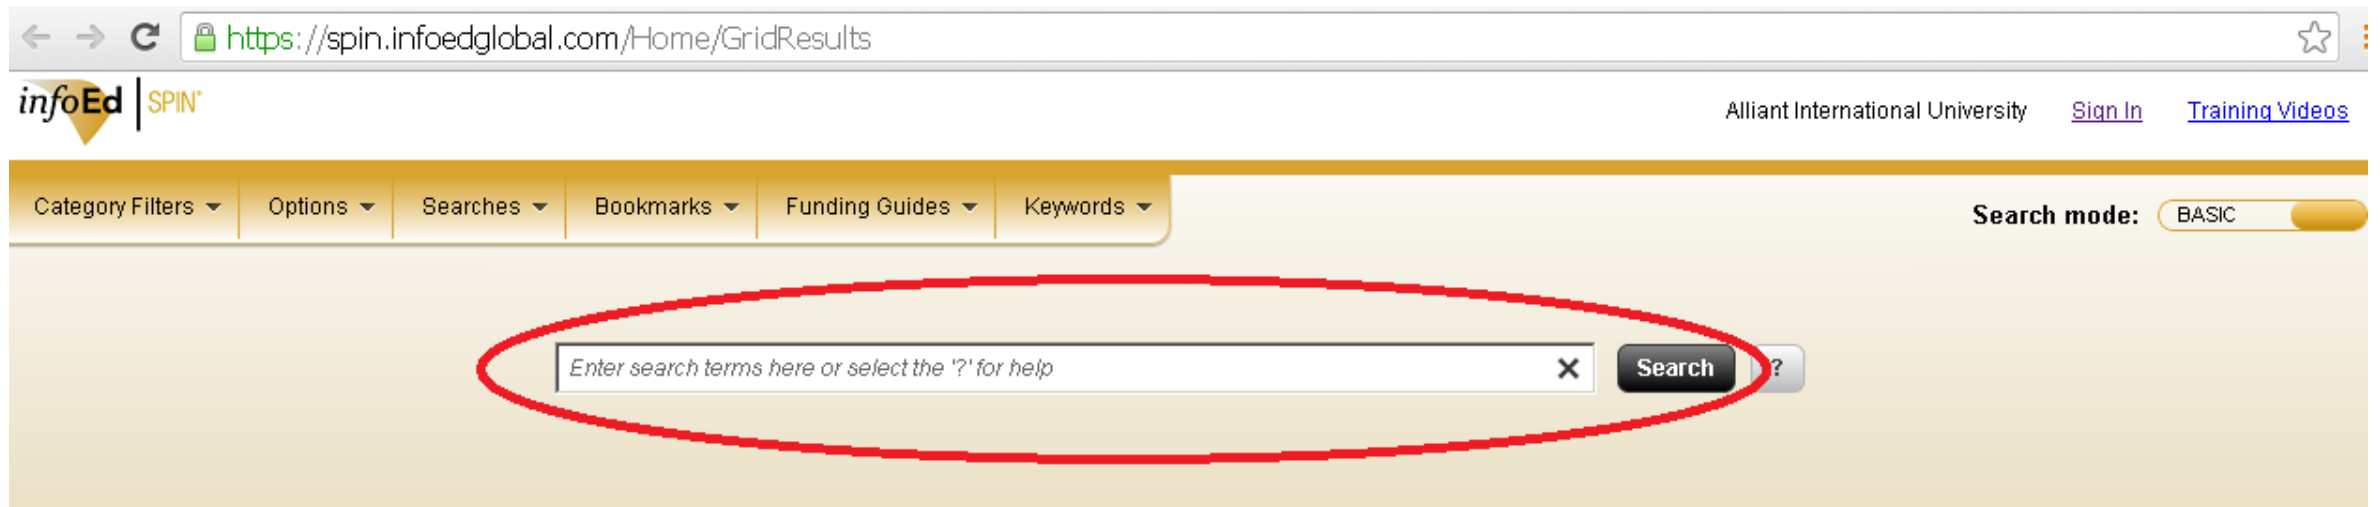 https://spin.infoedglobal.com/Home/GridResults
infoEd SPIN®
Alliant International University Sign In Training Videos
Category Filters Options Searches Bookmarks Funding Guides Keywords
Search mode: BASIC
Enter search terms here or select the '?' for help Search ?